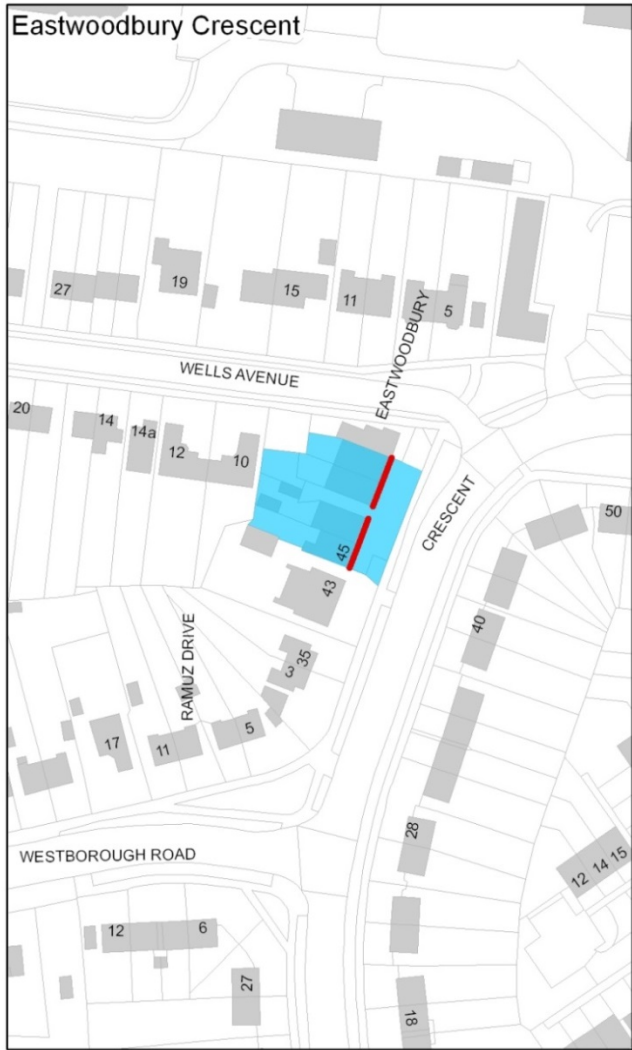 Eastwoodbury Crescent
27
19
15
11
5
EASTWOODBURY
WELLS AVENUE
20
14
14a
12
10
CRESCENT
50
45
43
40
35
3
RAMUZ DRIVE
17
11
5
28
WESTBOROUGH ROAD
12 14 15
12
6
27
18